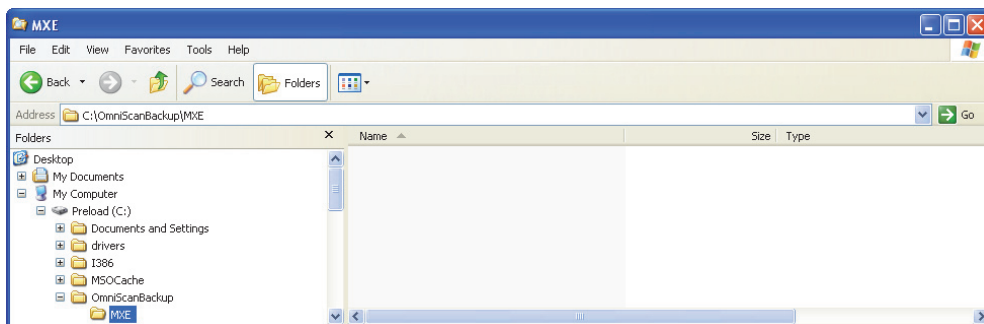 MXE
File Edit View Favorites Tools Help
Back Search Folders
Address C:\OmniScanBackup\MXE Go
Folders Name Size Type
Desktop
My Documents
My Computer
Preload (C:)
Documents and Settings
drivers
I386
MSOCache
OmniScanBackup
MXE